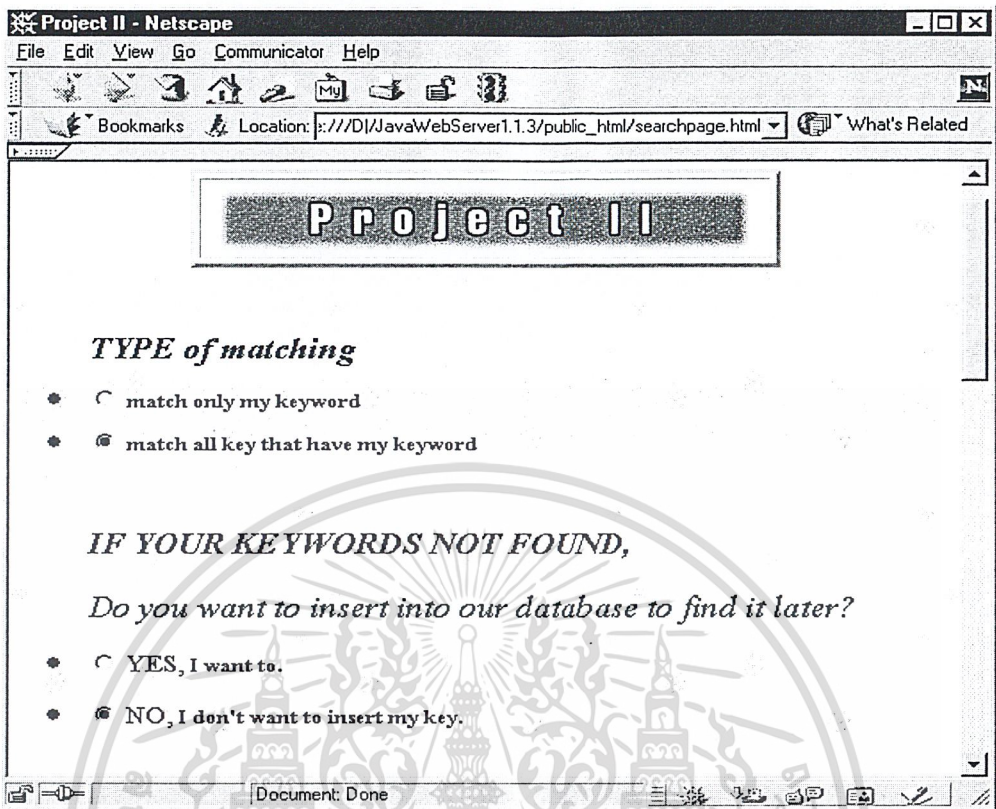 Project II - Netscape
File Edit View Go Communicator Help
My
N
Bookmarks Location: :///D|/JavaWebServer1.1.3/public_html/searchpage.html What's Related
Project II
TYPE of matching
match only my keyword
match all key that have my keyword
IF YOUR KEYWORDS NOT FOUND,
Do you want to insert into our database to find it later?
YES, I want to.
NO, I don't want to insert my key.
Document: Done